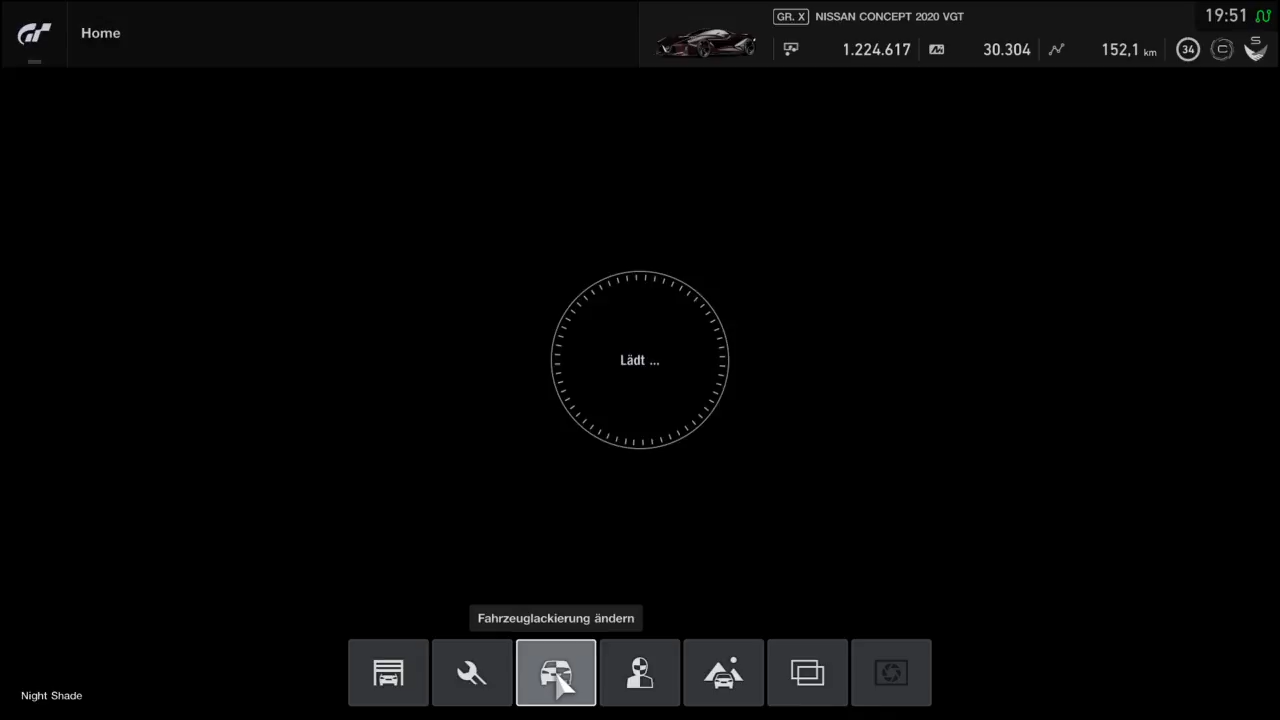 Home
GR. X NISSAN CONCEPT 2020 VGT
19:51
1.224.617 30.304 152,1 km 34 C S
Lädt ...
Fahrzeuglackierung ändern
Night Shade